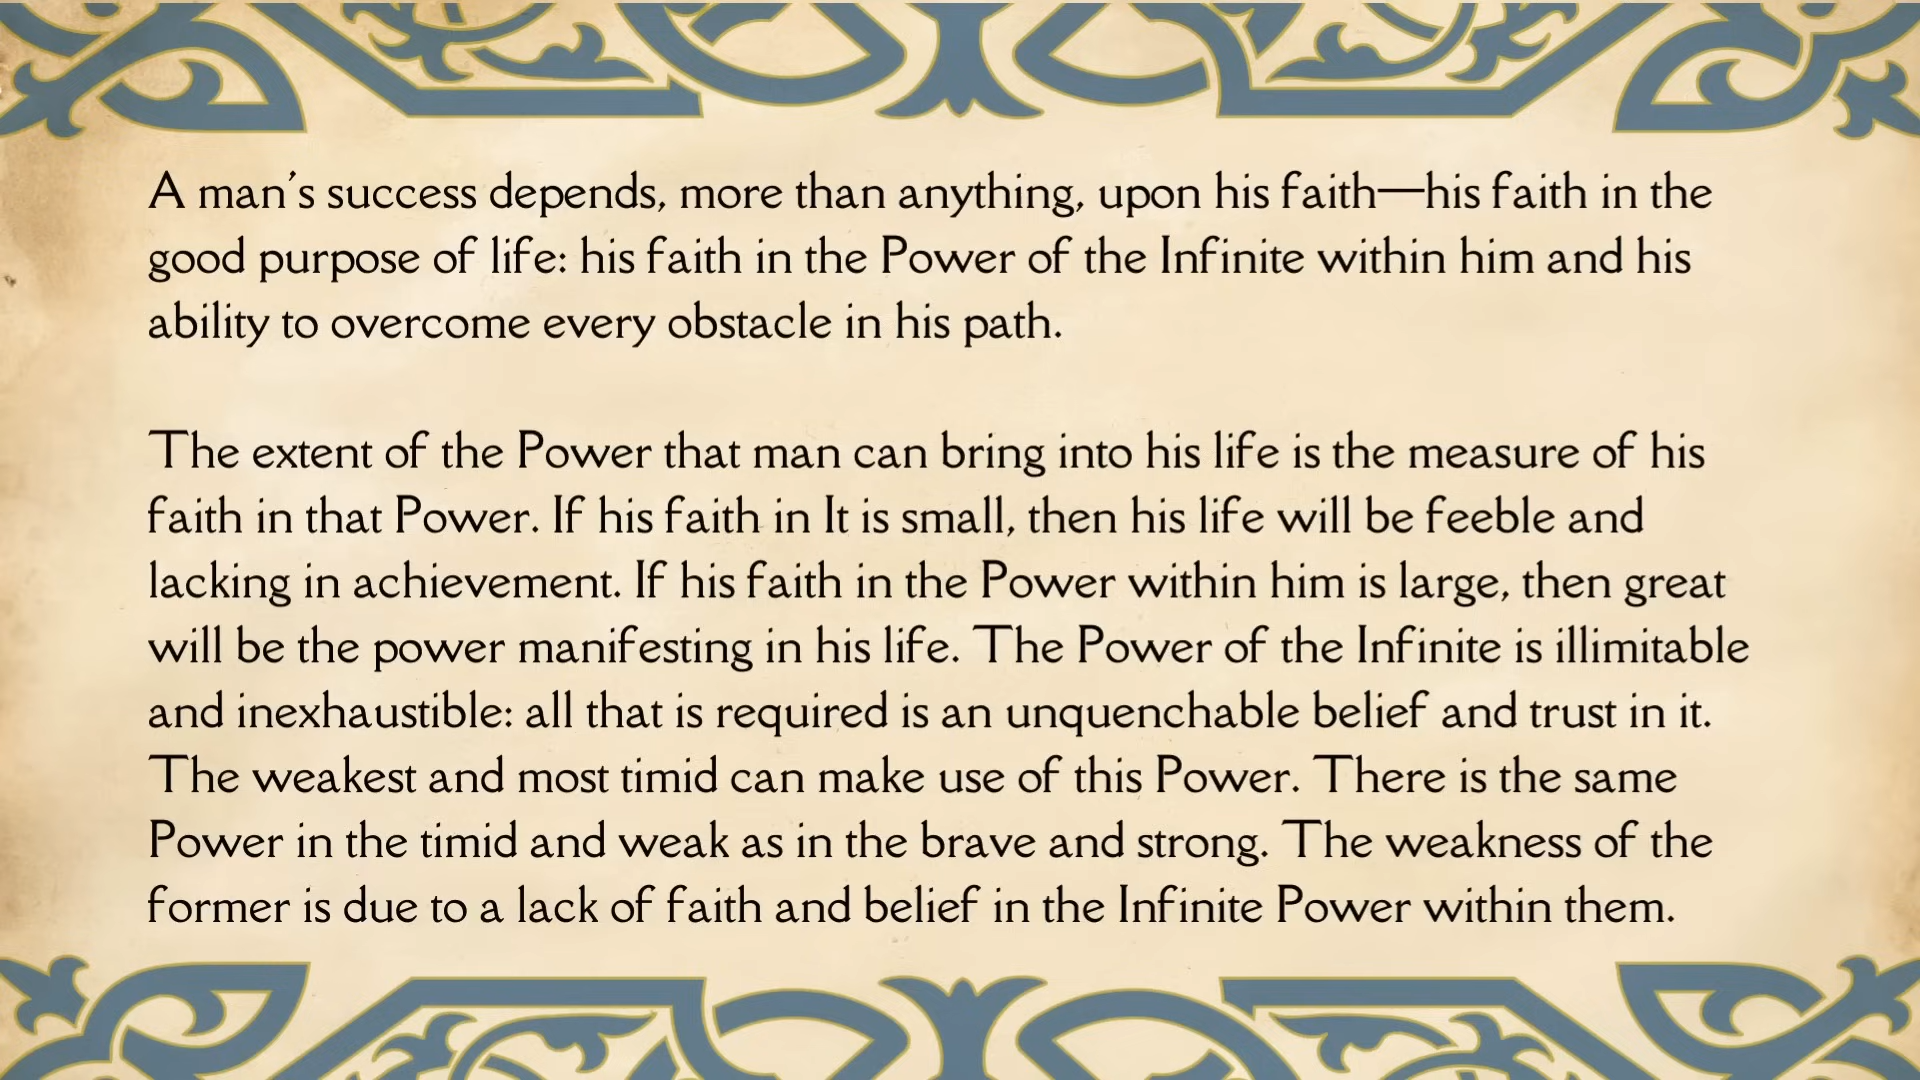 A man’s success depends, more than anything, upon his faith—his faith in the
good purpose of life: his faith in the Power of the Infinite within him and his
ability to overcome every obstacle in his path.
The extent of the Power that man can bring into his life is the measure of his
faith in that Power. If his faith in It is small, then his life will be feeble and
lacking in achievement. If his faith in the Power within him is large, then great
will be the power manifesting in his life. The Power of the Infinite is illimitable
and inexhaustible: all that is required is an unquenchable belief and trust in it.
The weakest and most timid can make use of this Power. There is the same
Power in the timid and weak as in the brave and strong. The weakness of the
former is due to a lack of faith and belief in the Infinite Power within them.